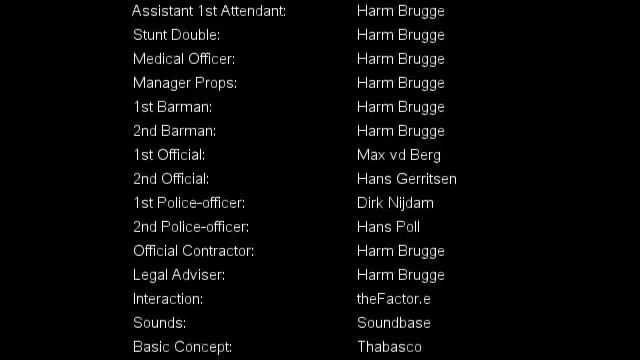 Assistant 1st Attendant: Harm Brugge
Stunt Double: Harm Brugge
Medical Officer: Harm Brugge
Manager Props: Harm Brugge
1st Barman: Harm Brugge
2nd Barman: Harm Brugge
1st Official: Max vd Berg
2nd Official: Hans Gerritsen
1st Police-officer: Dirk Nijdam
2nd Police-officer: Hans Poll
Official Contractor: Harm Brugge
Legal Adviser: Harm Brugge
Interaction: theFactor.e
Sounds: Soundbase
Basic Concept: Thabasco